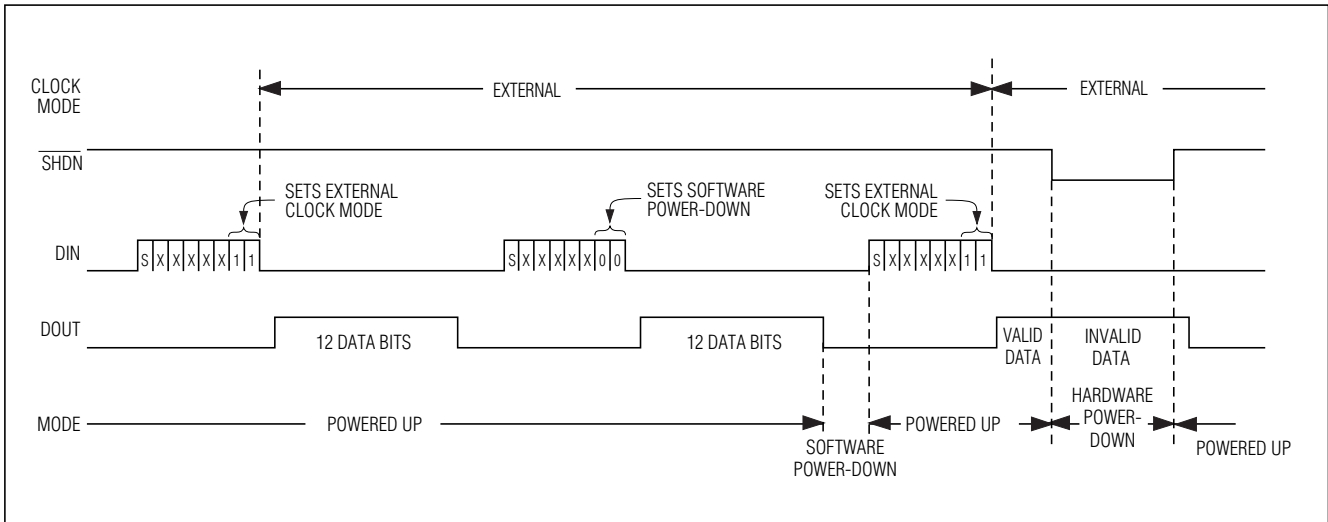 CLOCK
MODE
EXTERNAL
EXTERNAL
SHDN
SETS EXTERNAL
CLOCK MODE
SETS SOFTWARE
POWER-DOWN
SETS EXTERNAL
CLOCK MODE
DIN
S X X X X X 1 1
S X X X X X 0 0
S X X X X X 1 1
DOUT
12 DATA BITS
12 DATA BITS
VALID
DATA
INVALID
DATA
MODE
POWERED UP
SOFTWARE
POWER-DOWN
POWERED UP
HARDWARE
POWER-
DOWN
POWERED UP